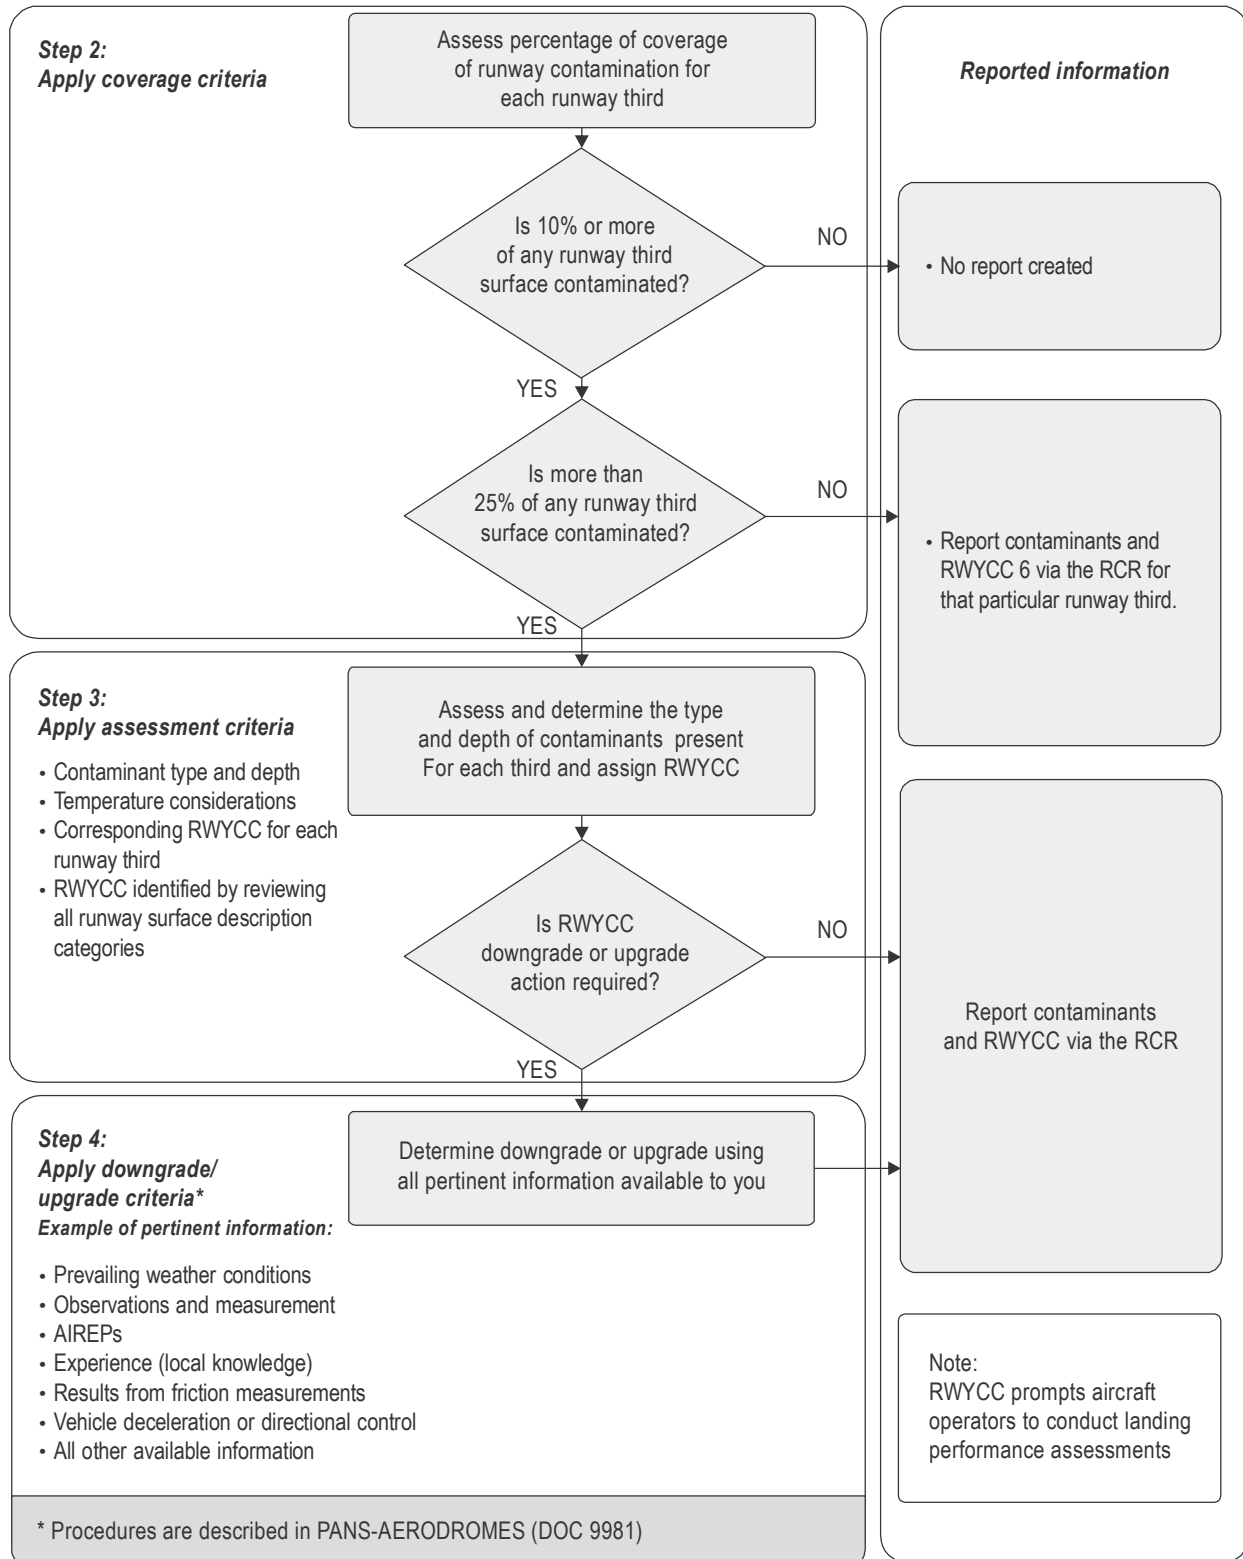 Step 2:
Apply coverage criteria
Assess percentage of coverage
of runway contamination for
each runway third
Reported information
Is 10% or more
of any runway third
surface contaminated?
NO
• No report created
YES
Is more than
25% of any runway third
surface contaminated?
NO
• Report contaminants and
RWYCC 6 via the RCR for
that particular runway third.
YES
Step 3:
Apply assessment criteria
• Contaminant type and depth
• Temperature considerations
• Corresponding RWYCC for each
runway third
• RWYCC identified by reviewing
all runway surface description
categories
Assess and determine the type
and depth of contaminants present
For each third and assign RWYCC
Is RWYCC
downgrade or upgrade
action required?
NO
Report contaminants
and RWYCC via the RCR
YES
Step 4:
Apply downgrade/
upgrade criteria*
Example of pertinent information:
• Prevailing weather conditions
• Observations and measurement
• AIREPs
• Experience (local knowledge)
• Results from friction measurements
• Vehicle deceleration or directional control
• All other available information
Determine downgrade or upgrade using
all pertinent information available to you
Note:
RWYCC prompts aircraft
operators to conduct landing
performance assessments
* Procedures are described in PANS-AERODROMES (DOC 9981)